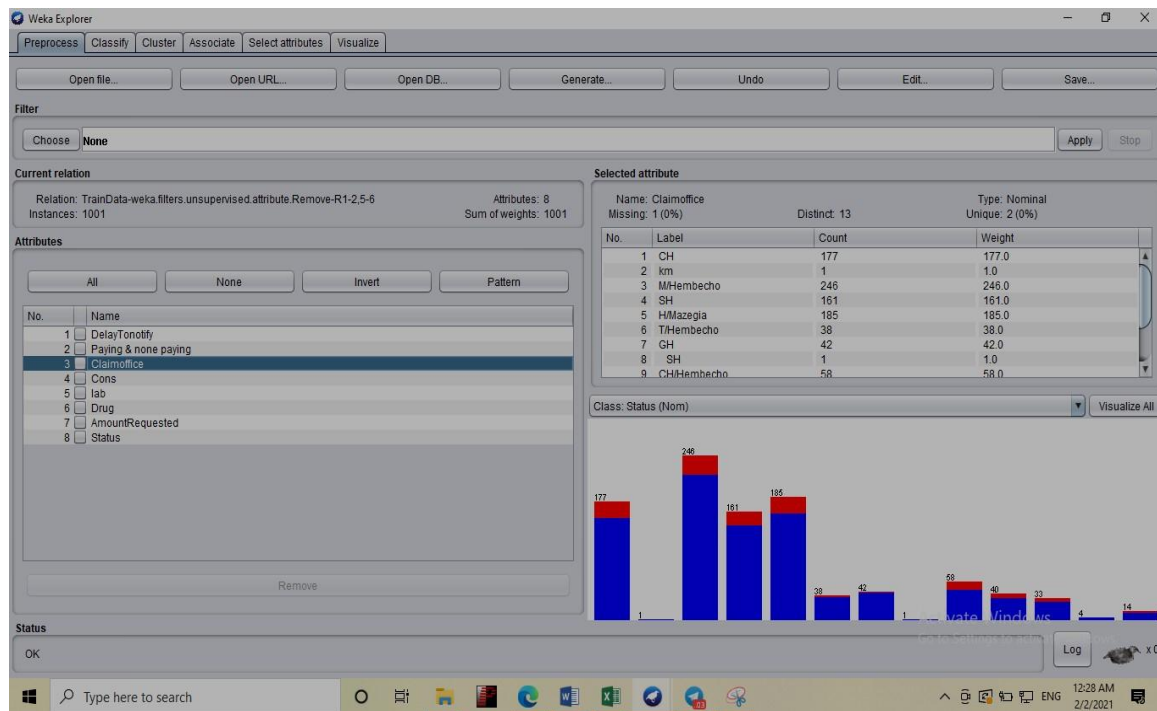 Weka Explorer
Preprocess Classify Cluster Associate Select attributes Visualize
Open file... Open URL... Open DB... Generate... Undo Edit... Save...
Filter
Choose None Apply Stop
Current relation
Relation: TrainData-weka.filters.unsupervised.attribute.Remove-R1-2,5-6 Attributes: 8
Instances: 1001 Sum of weights: 1001
Attributes
All None Invert Pattern
No. Name
1 DelayTonotify
2 Paying & none paying
3 Claimoffice
4 Cons
5 lab
6 Drug
7 AmountRequested
8 Status
Remove
Selected attribute
Name: Claimoffice Type: Nominal
Missing: 1 (0%) Distinct: 13 Unique: 2 (0%)
No. Label Count Weight
1 CH 177 177.0
2 km 1 1.0
3 M/Hembecho 246 246.0
4 SH 161 161.0
5 H/Mazegia 185 185.0
6 T/Hembecho 38 38.0
7 GH 42 42.0
8 SH 1 1.0
9 CH/Hembecho 58 58.0
Class: Status (Nom) Visualize All
177 1 246 161 185 38 42 1 58 40 33 4 14
Activate Windows
Go to Settings to
Status
OK Log x 0
Type here to search ENG 12:28 AM
2/2/2021